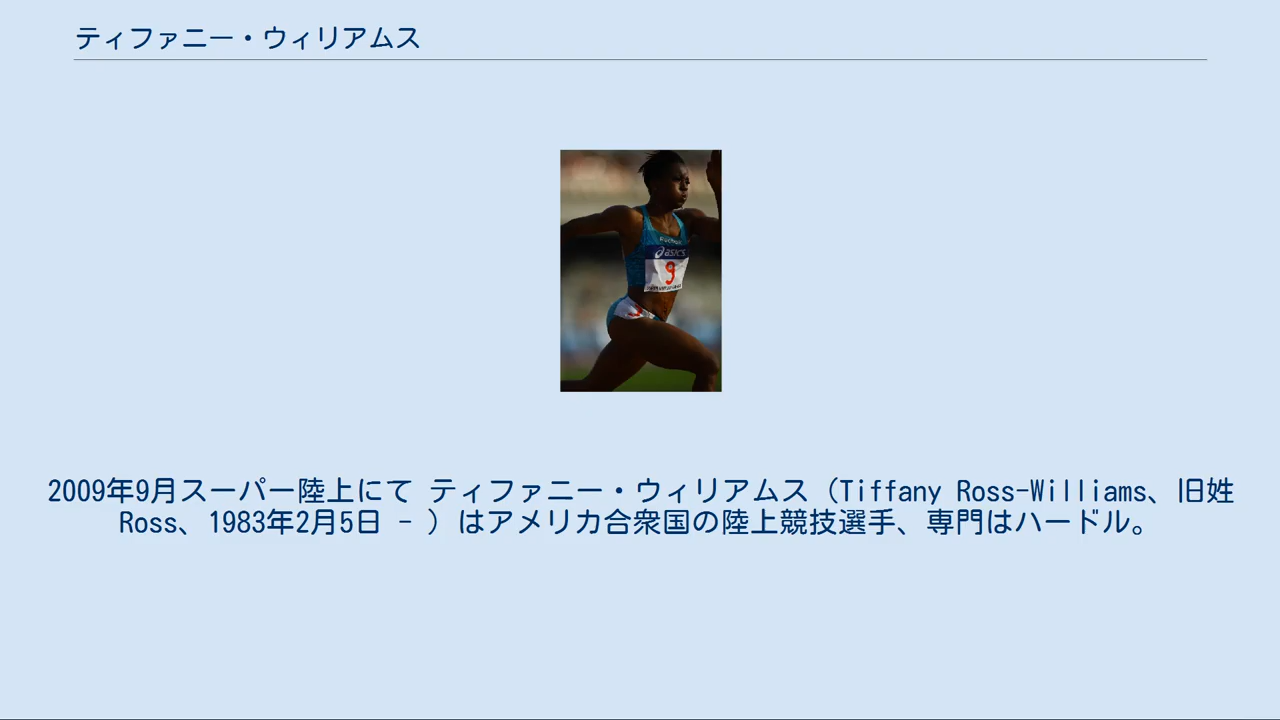 ティファニー・ウィリアムス
asics
9
2009年9月スーパー陸上にて ティファニー・ウィリアムス（Tiffany Ross-Williams、旧姓
Ross、1983年2月5日 - ）はアメリカ合衆国の陸上競技選手、専門はハードル。